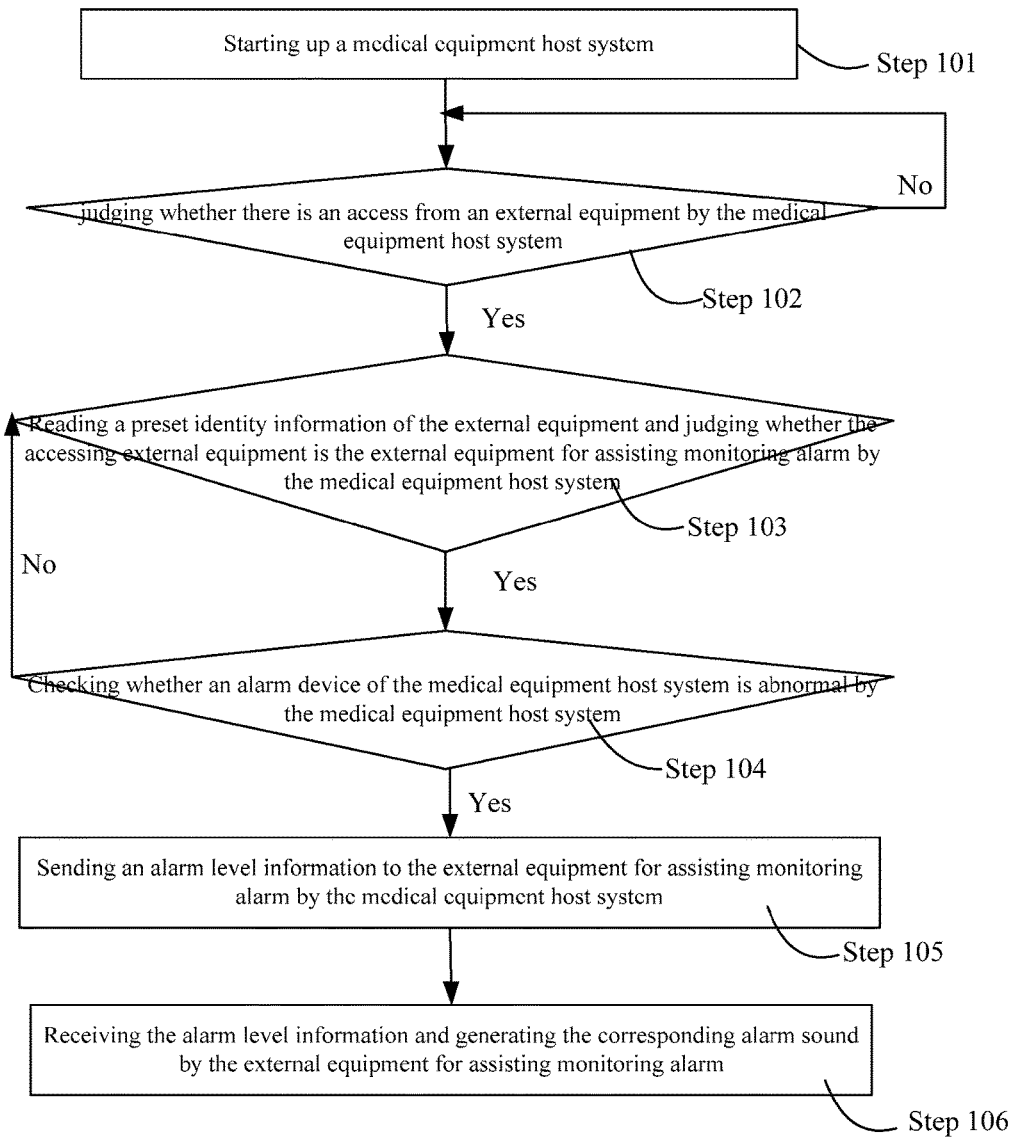 Starting up a medical equipment host system
Step 101
No
judging whether there is an access from an external equipment by the medical
equipment host system
Step 102
Yes
Reading a preset identity information of the external equipment and judging whether the
accessing external equipment is the external equipment for assisting monitoring alarm by
the medical equipment host system
Step 103
No
Yes
Checking whether an alarm device of the medical equipment host system is abnormal by
the medical equipment host system
Step 104
Yes
Sending an alarm level information to the external equipment for assisting monitoring
alarm by the medical equipment host system
Step 105
Receiving the alarm level information and generating the corresponding alarm sound
by the external equipment for assisting monitoring alarm
Step 106